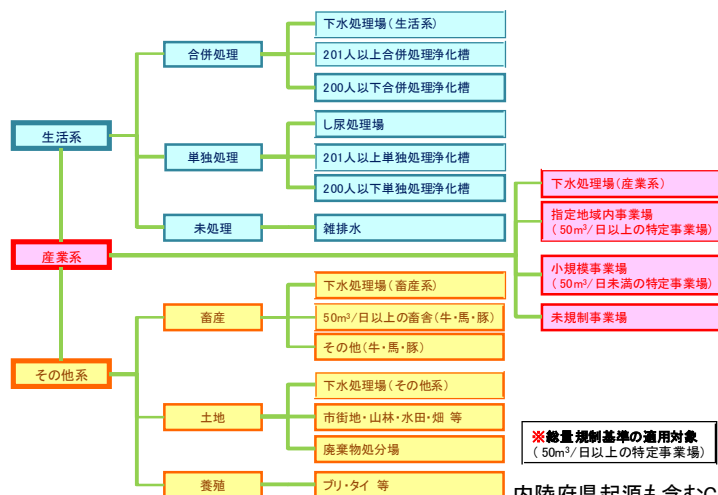 生活系
産業系
その他系
合併処理
単独処理
未処理
下水処理場(生活系)
201人以上合併処理浄化槽
200人以下合併処理浄化槽
し尿処理場
201人以上単独処理浄化槽
200人以下単独処理浄化槽
雑排水
下水処理場(産業系)
指定地域内事業場
(50m³/日以上の特定事業場)
小規模事業場
(50m³/日未満の特定事業場)
未規制事業場
畜産
土地
養殖
下水処理場(畜産系)
50m³/日以上の畜舎(牛・馬・豚)
その他(牛・馬・豚)
下水処理場(その他系)
市街地・山林・水田・畑 等
廃棄物処分場
ブリ・タイ 等
※総量規制基準の適用対象
(50m³/日以上の特定事業場)
内陸府県起源も含むC